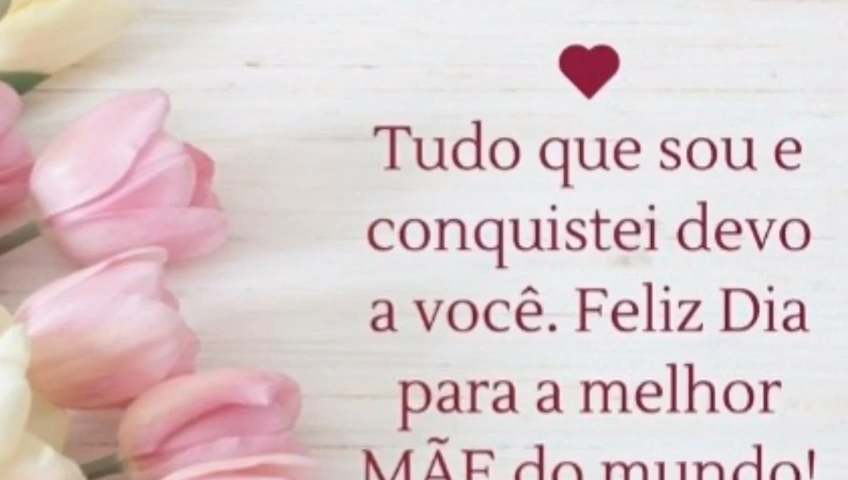 Tudo que sou e
conquistei devo
a você. Feliz Dia
para a melhor
MÃE do mundo!